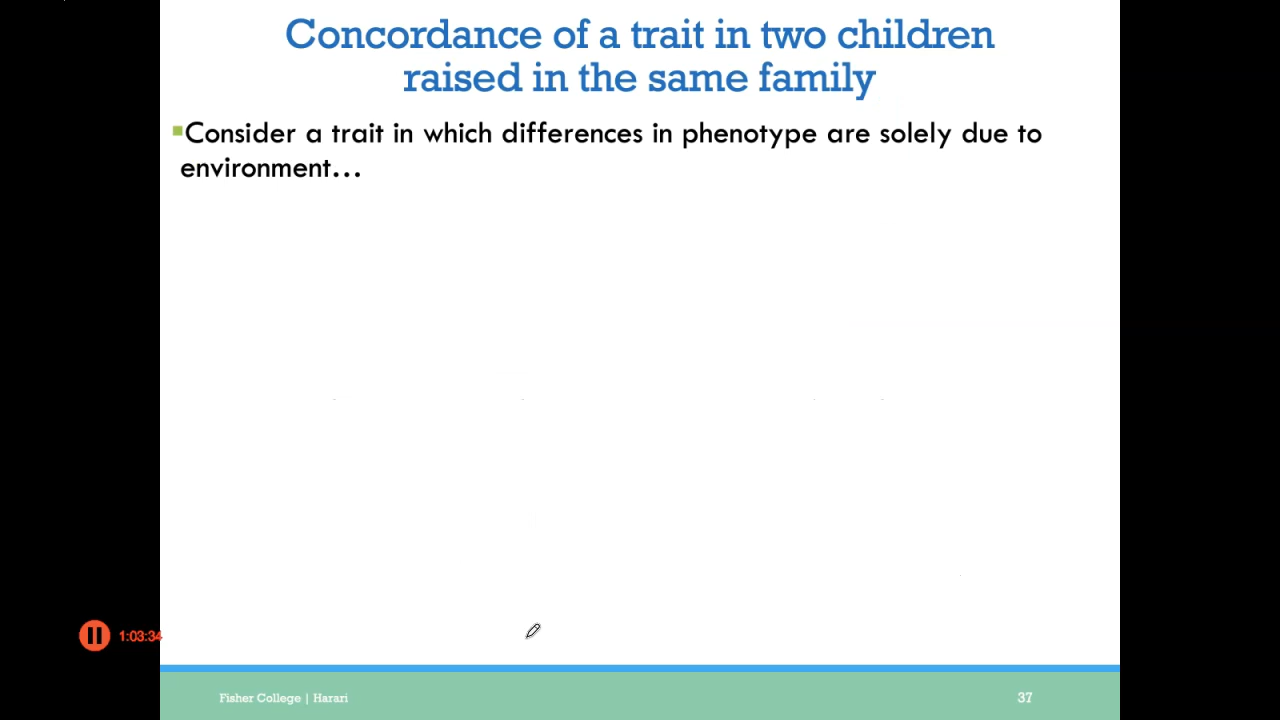 Concordance of a trait in two children
raised in the same family
▪Consider a trait in which differences in phenotype are solely due to
environment…
1:03:34
Fisher College | Harari
37